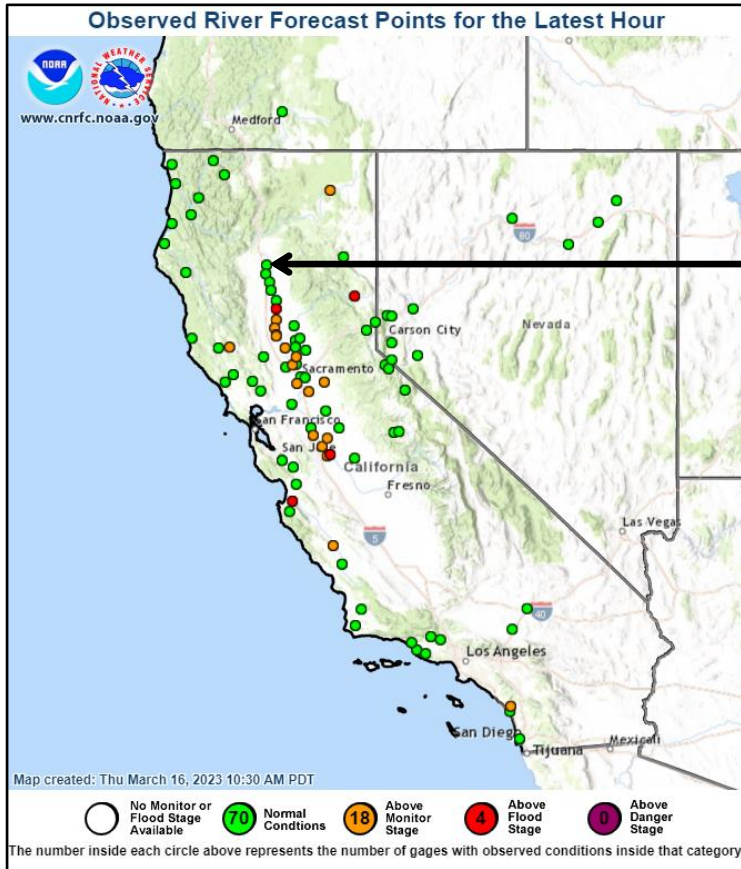 Observed River Forecast Points for the Latest Hour
NOAA
NATIONAL WEATHER SERVICE
www.cnrfc.noaa.gov
Medford
80
Carson City
Nevada
Sacramento
San Francisco
San Jose
California
Fresno
5
Las Vegas
40
Los Angeles
San Diego
Tijuana
Mexicali
Map created: Thu March 16, 2023 10:30 AM PDT
No Monitor or
Flood Stage
Available
70
Normal
Condtions
18
Above
Monitor
Stage
4
Above
Flood
Stage
0
Above
Danger
Stage
The number inside each circle above represents the number of gages with observed conditions inside that category